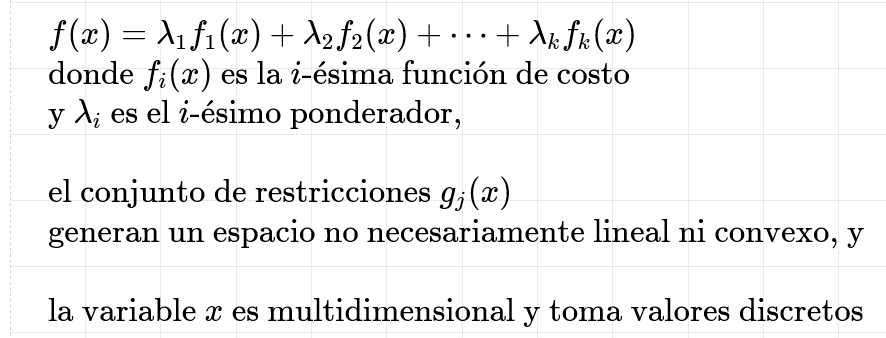 f(x) = λ₁f₁(x) + λ₂f₂(x) + ··· + λₖfₖ(x)
donde fᵢ(x) es la i-ésima función de costo
y λᵢ es el i-ésimo ponderador,
el conjunto de restricciones gⱼ(x)
generan un espacio no necesariamente lineal ni convexo, y
la variable x es multidimensional y toma valores discretos